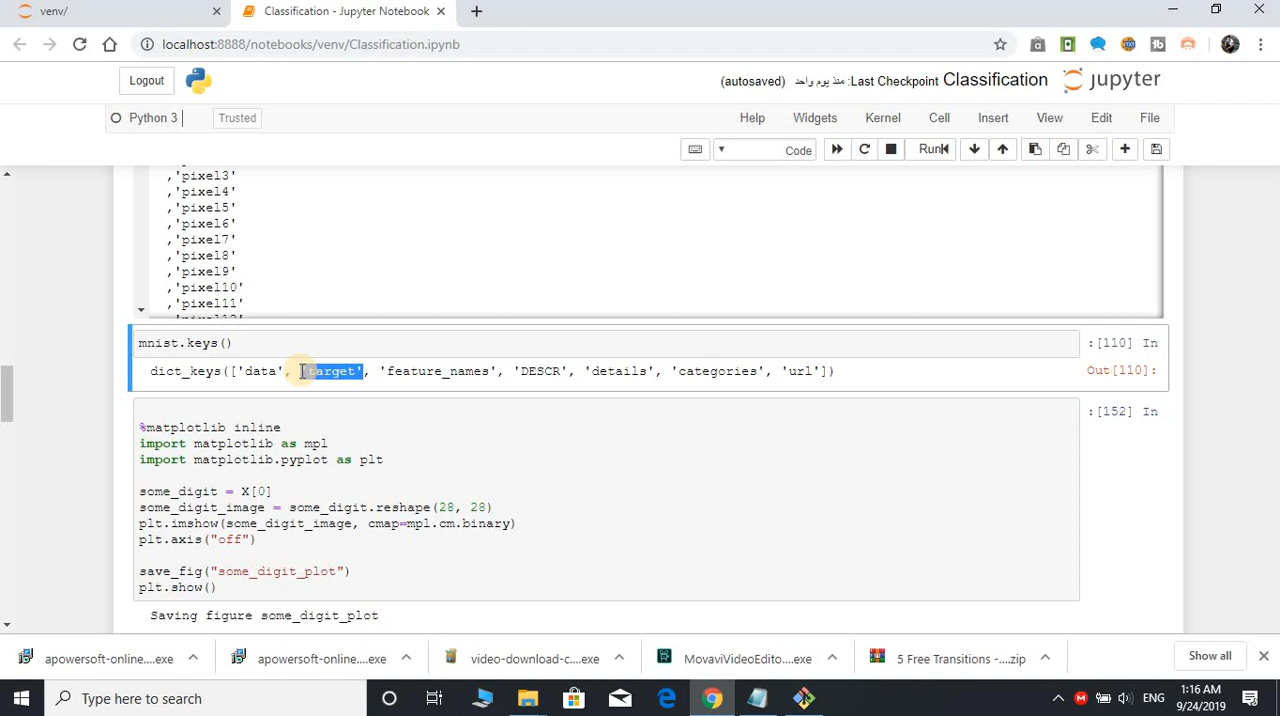 venv/
Classification - Jupyter Notebook
localhost:8888/notebooks/venv/Classification.ipynb
Logout
(autosaved) منذ يوم واحد :Last Checkpoint Classification
jupyter
Python 3
Trusted
Help Widgets Kernel Cell Insert View Edit File
Code
Run
,'pixel3'
,'pixel4'
,'pixel5'
,'pixel6'
,'pixel7'
,'pixel8'
,'pixel9'
,'pixel10'
,'pixel11'
,'pixel12'
mnist.keys()
:[110] In
dict_keys(['data', 'target', 'feature_names', 'DESCR', 'details', 'categories', 'url'])
Out[110]:
:[152] In
%matplotlib inline
import matplotlib as mpl
import matplotlib.pyplot as plt
some_digit = X[0]
some_digit_image = some_digit.reshape(28, 28)
plt.imshow(some_digit_image, cmap=mpl.cm.binary)
plt.axis("off")
save_fig("some_digit_plot")
plt.show()
Saving figure some_digit_plot
apowersoft-online....exe
apowersoft-online....exe
video-download-c....exe
MovaviVideoEdito....exe
5 Free Transitions -....zip
Show all
Type here to search
ENG
1:16 AM
9/24/2019